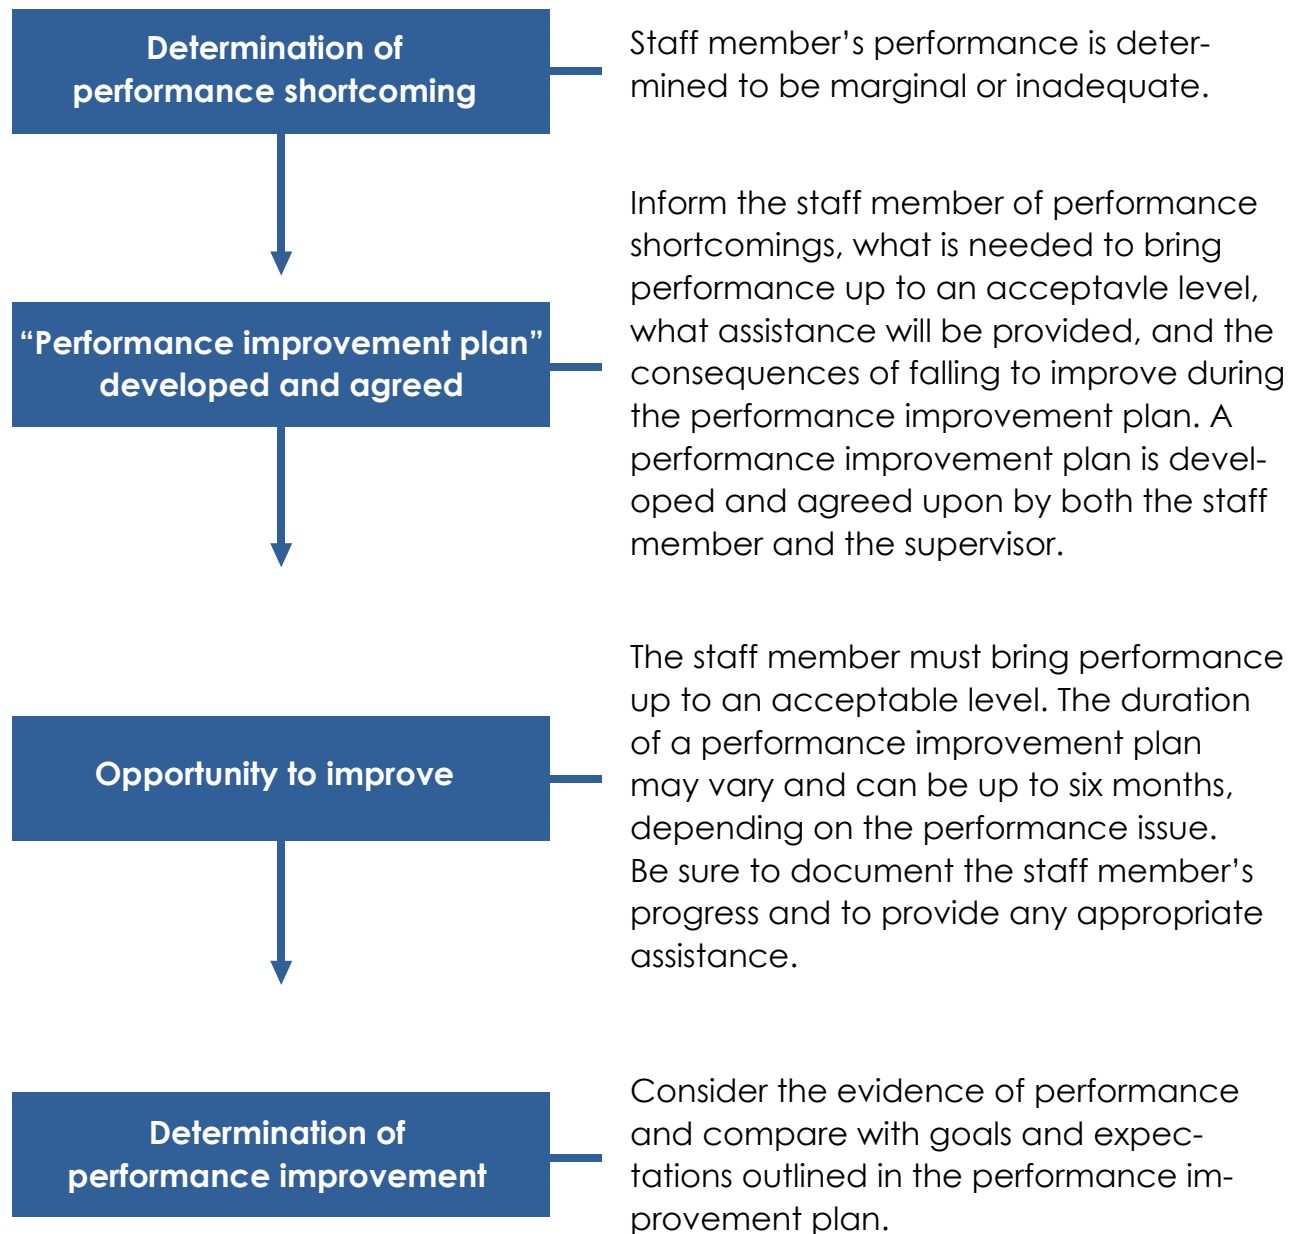 Determination of
performance shortcoming
Staff member’s performance is deter-
mined to be marginal or inadequate.
“Performance improvement plan”
developed and agreed
Inform the staff member of performance
shortcomings, what is needed to bring
performance up to an acceptavle level,
what assistance will be provided, and the
consequences of falling to improve during
the performance improvement plan. A
performance improvement plan is devel-
oped and agreed upon by both the staff
member and the supervisor.
Opportunity to improve
The staff member must bring performance
up to an acceptable level. The duration
of a performance improvement plan
may vary and can be up to six months,
depending on the performance issue.
Be sure to document the staff member’s
progress and to provide any appropriate
assistance.
Determination of
performance improvement
Consider the evidence of performance
and compare with goals and expec-
tations outlined in the performance im-
provement plan.